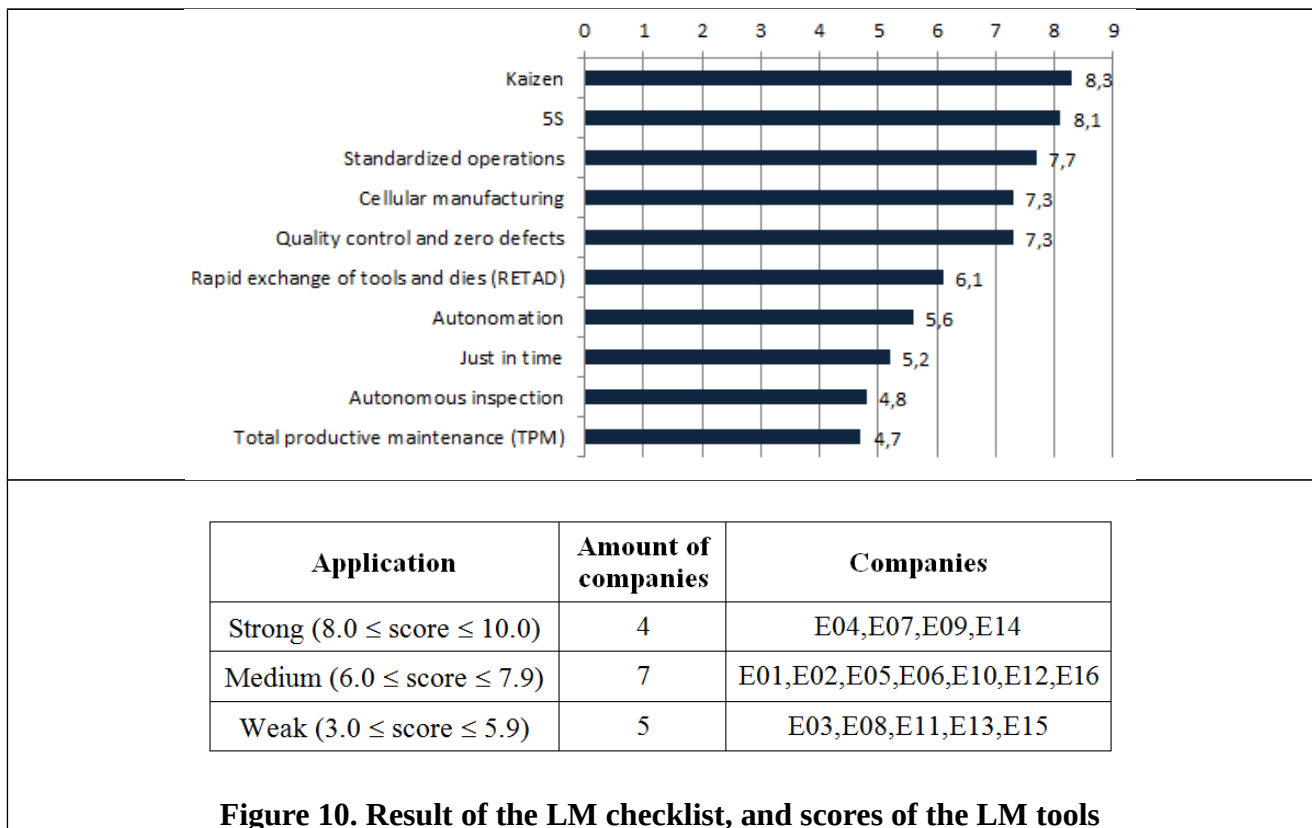 0 1 2 3 4 5 6 7 8 9
Kaizen 8,3
5S 8,1
Standardized operations 7,7
Cellular manufacturing 7,3
Quality control and zero defects 7,3
Rapid exchange of tools and dies (RETAD) 6,1
Autonomation 5,6
Just in time 5,2
Autonomous inspection 4,8
Total productive maintenance (TPM) 4,7
Application Amount of companies Companies
Strong (8.0 ≤ score ≤ 10.0) 4 E04,E07,E09,E14
Medium (6.0 ≤ score ≤ 7.9) 7 E01,E02,E05,E06,E10,E12,E16
Weak (3.0 ≤ score ≤ 5.9) 5 E03,E08,E11,E13,E15
Figure 10. Result of the LM checklist, and scores of the LM tools